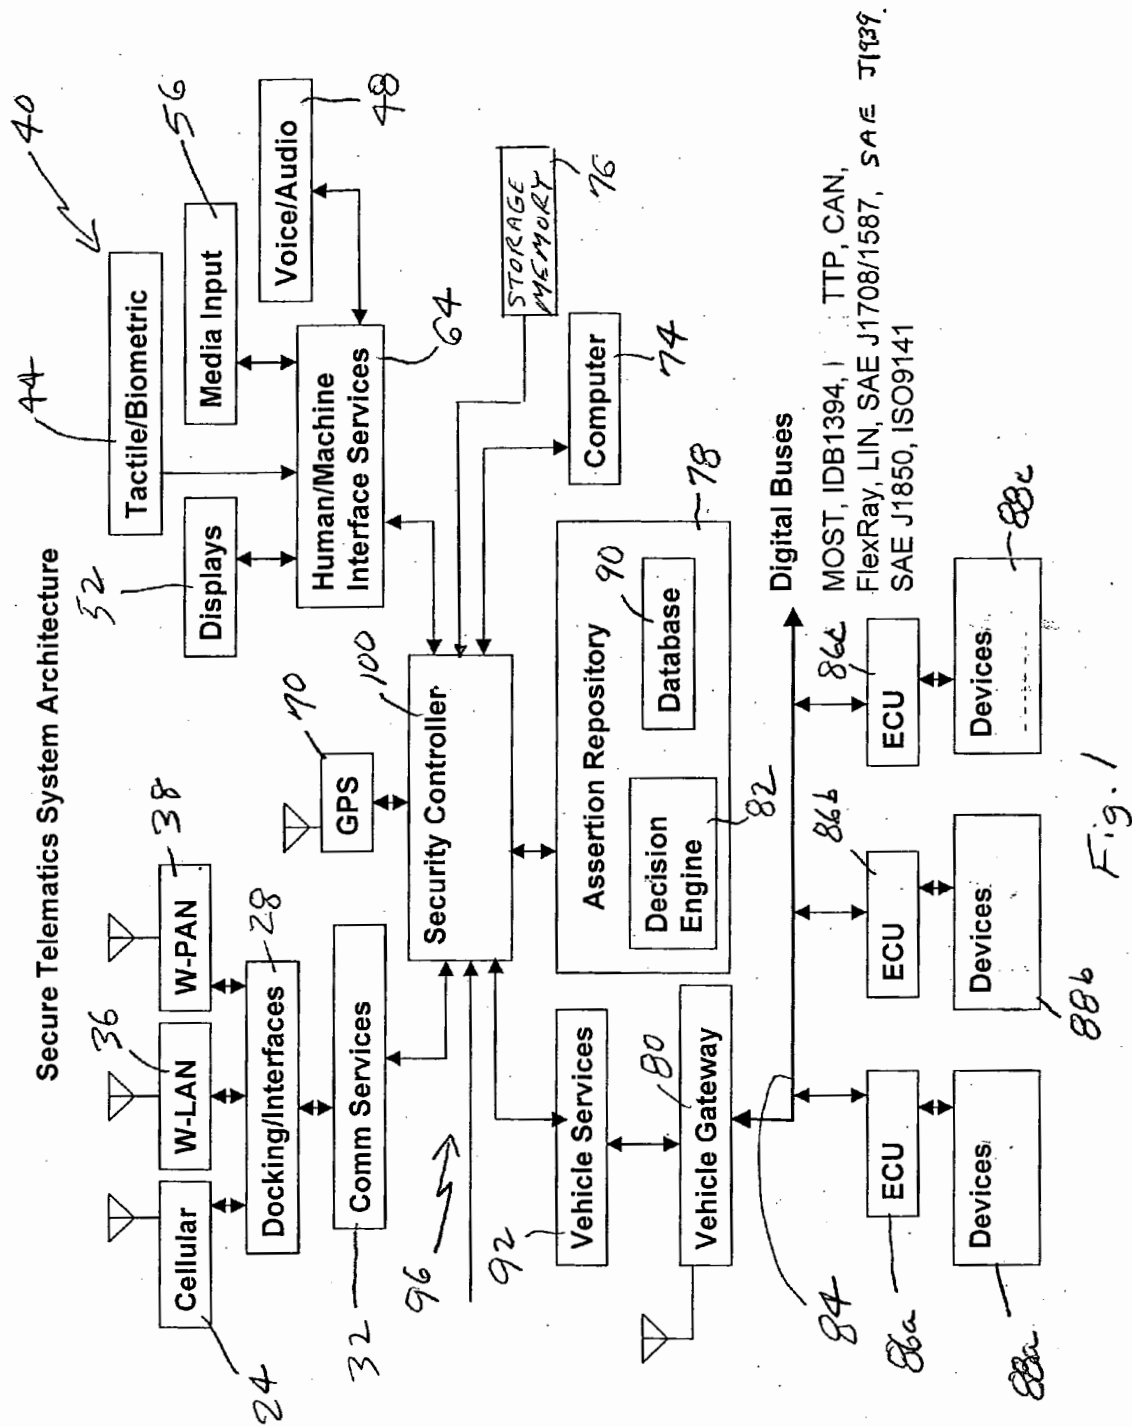 Secure Telematics System Architecture
40
44
Tactile/Biometric
52
Displays
Media Input
56
Voice/Audio
48
Human/Machine
Interface Services
64
24
Cellular
36
W-LAN
W-PAN
38
Docking/Interfaces
28
32
Comm Services
70
GPS
100
Security Controller
96
STORAGE
MEMORY
76
Computer
74
Assertion Repository
78
Decision
Engine
82
90
Database
92
Vehicle Services
80
Vehicle Gateway
84
Digital Buses
MOST, IDB1394, I TTP, CAN,
FlexRay, LIN, SAE J1708/1587, SAE J1939.
SAE J1850, ISO9141
86a
ECU
86b
ECU
86c
ECU
88a
Devices
88b
Devices
88c
Devices
Fig. 1